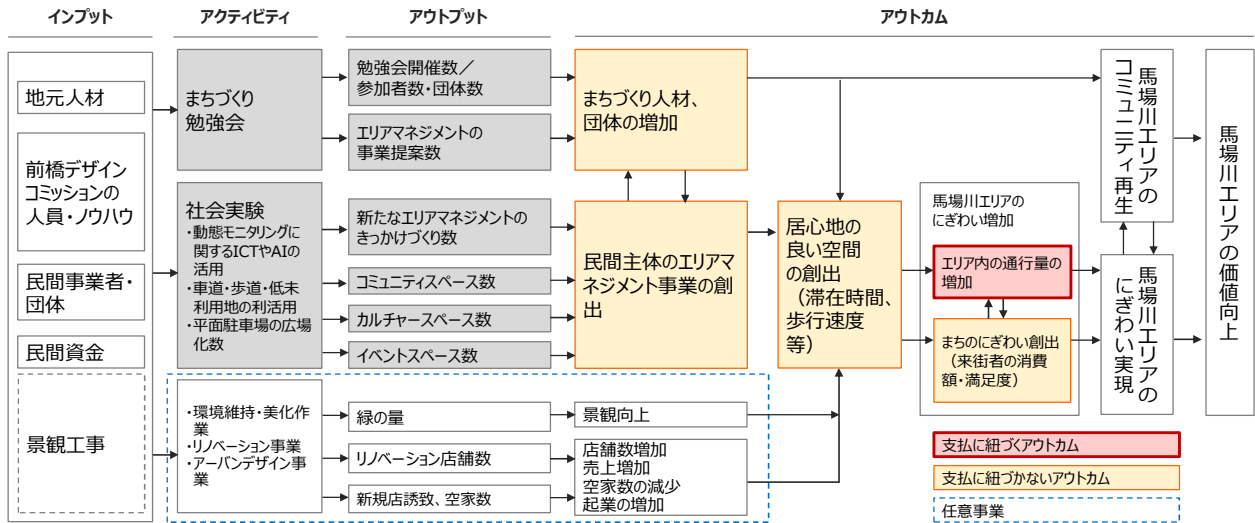 インプット
アクティビティ
アウトプット
アウトカム
地元人材
前橋デザイン
コミッションの
人員・ノウハウ
民間事業者・
団体
民間資金
景観工事
まちづくり
勉強会
社会実験
・動態モニタリングに
関するICTやAIの
活用
・車道・歩道・低未
利用地の利活用
・平面駐車場の広場
化数
・環境維持・美化作
業
・リノベーション事業
・アーバンデザイン事
業
勉強会開催数／
参加者数・団体数
エリアマネジメントの
事業提案数
新たなエリアマネジメントの
きっかけづくり数
コミュニティスペース数
カルチャースペース数
イベントスペース数
緑の量
リノベーション店舗数
新規店誘致、空家数
まちづくり人材、
団体の増加
民間主体のエリアマ
ネジメント事業の創
出
景観向上
店舗数増加
売上増加
空家数の減少
起業の増加
居心地の
良い空間
の創出
（滞在時間、
歩行速度
等）
馬場川エリアの
にぎわい増加
エリア内の通行量の
増加
まちのにぎわい創出
（来街者の消費
額・満足度）
馬場川エリアの
コミュニティ再生
馬場川エリアの
にぎわい実現
馬場川エリアの価値向上
支払に紐づくアウトカム
支払に紐づかないアウトカム
任意事業